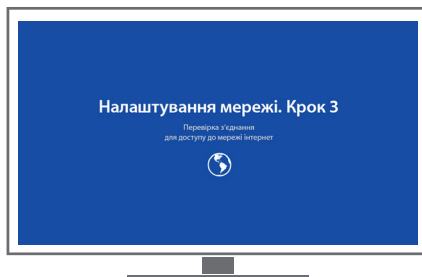 Налаштування мережі. Крок 3
Перевірка з'єднання
для доступу до мережі інтернет